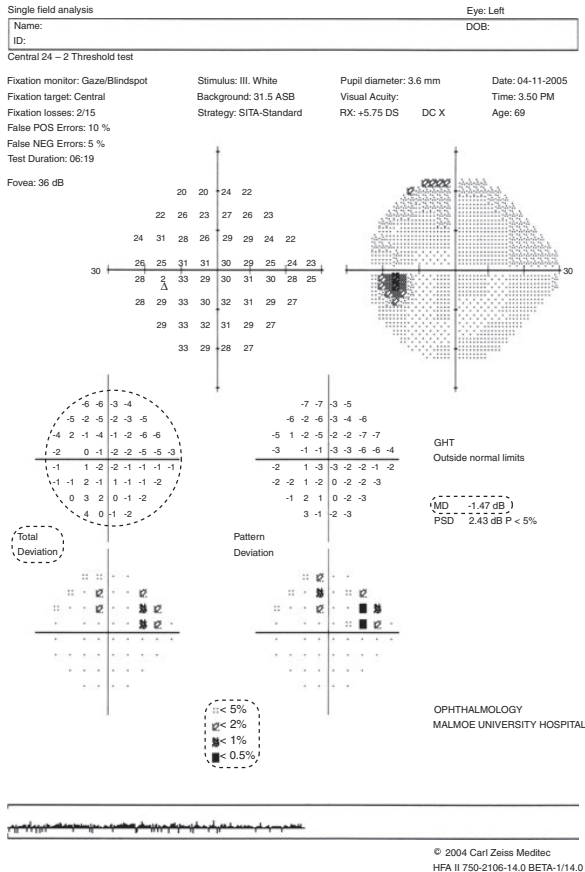 Single field analysis Eye: Left
Name: DOB:
ID:
Central 24 – 2 Threshold test
Fixation monitor: Gaze/Blindspot Stimulus: III. White Pupil diameter: 3.6 mm Date: 04-11-2005
Fixation target: Central Background: 31.5 ASB Visual Acuity: Time: 3.50 PM
Fixation losses: 2/15 Strategy: SITA-Standard RX: +5.75 DS DC X Age: 69
False POS Errors: 10 %
False NEG Errors: 5 %
Test Duration: 06:19
Fovea: 36 dB
20 20 24 22
22 26 23 27 26 23
24 31 28 26 29 29 24 22
26 25 31 31 30 29 25 24 23
30 30
28 2 33 29 30 31 30 28 25
Δ
28 29 33 30 32 31 29 27
29 33 32 31 29 27
33 29 28 27
-6 -6 -3 -4
-5 -2 -5 -2 -3 -5
-4 2 -1 -4 -1 -2 -6 -6
-2 0 -1 -2 -2 -5 -5 -3
-1 1 -2 -2 -1 -1 -1 -1
-1 -1 2 -1 1 -1 -1 -1
0 3 2 0 -1 -2
4 0 -1 -2
-7 -7 -3 -5
-6 -2 -6 -3 -4 -6
-5 1 -2 -5 -2 -2 -7 -7
-3 -1 -1 -3 -3 -6 -6 -4
-2 1 -3 -3 -2 -2 -1 -2
-2 -2 1 -2 0 -2 -2 -2
-1 2 1 0 -2 -3
3 -1 -2 -3
GHT
Outside normal limits
MD -1.47 dB
PSD 2.43 dB P < 5%
Total
Deviation
Pattern
Deviation
< 5%
< 2%
< 1%
< 0.5%
OPHTHALMOLOGY
MALMOE UNIVERSITY HOSPITAL
© 2004 Carl Zeiss Meditec
HFA II 750-2106-14.0 BETA-1/14.0